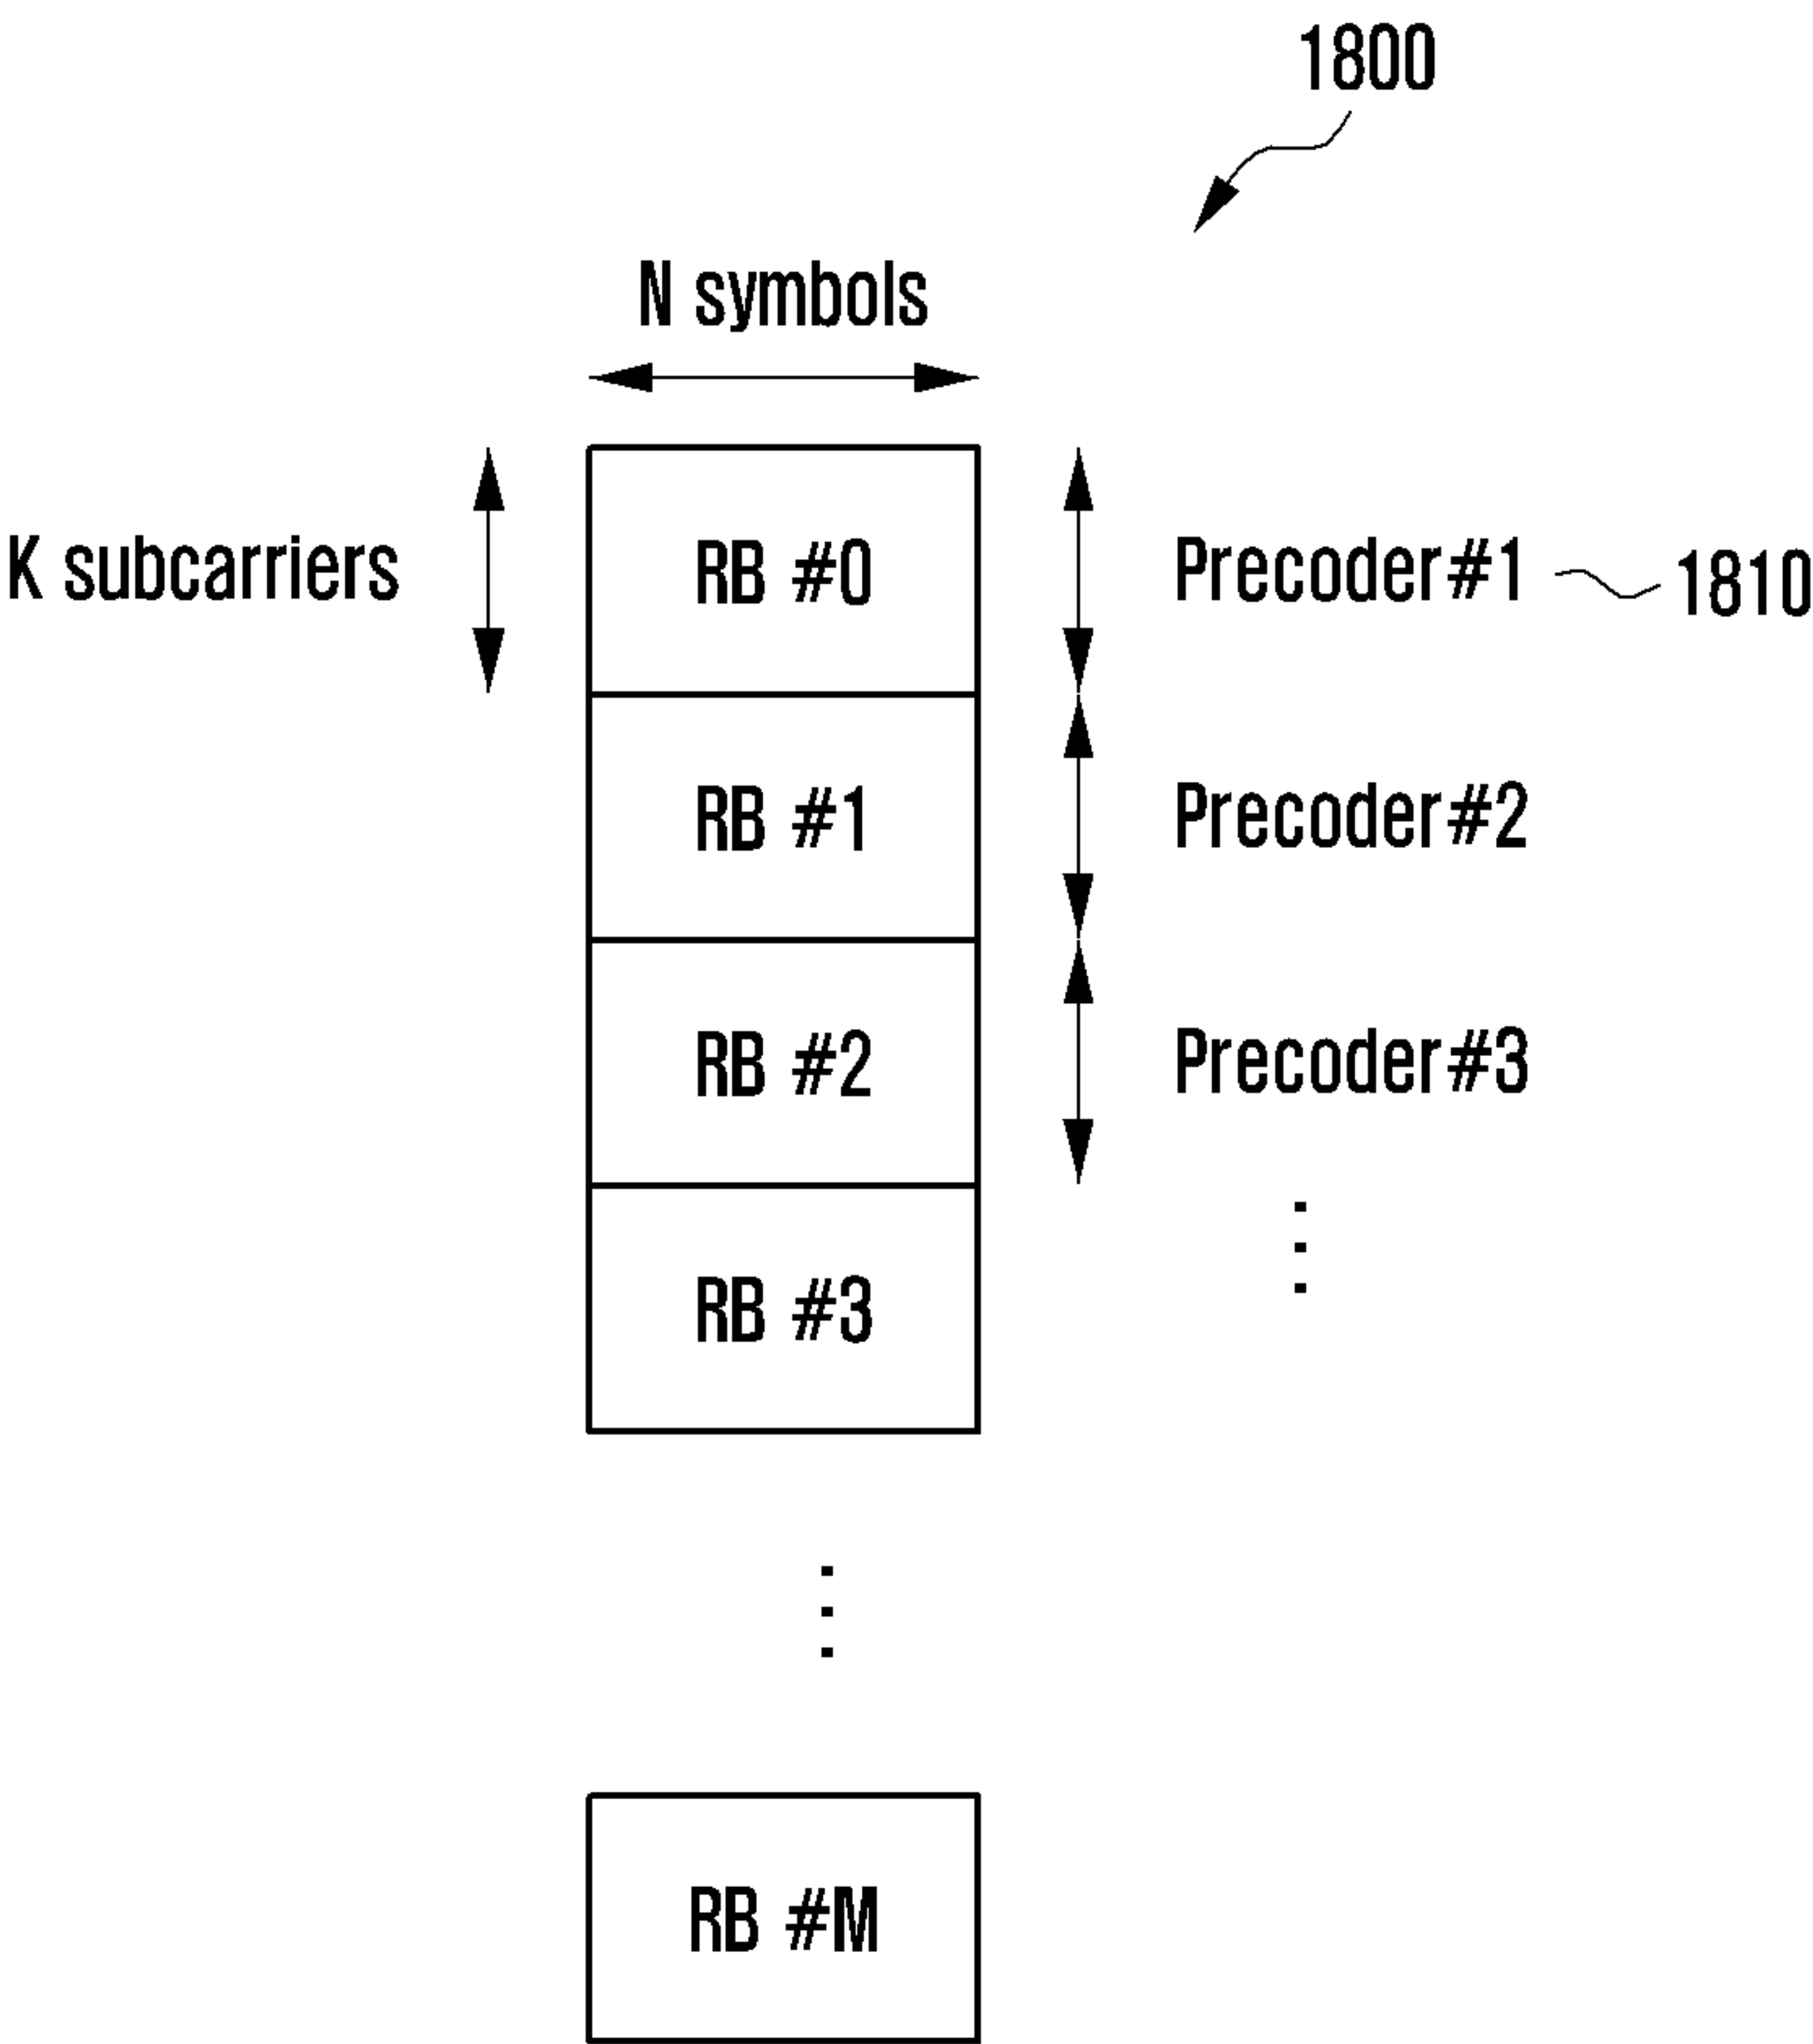 1800
N symbols
K subcarriers
RB #0
Precoder#1
1810
RB #1
Precoder#2
RB #2
Precoder#3
RB #3
RB #M